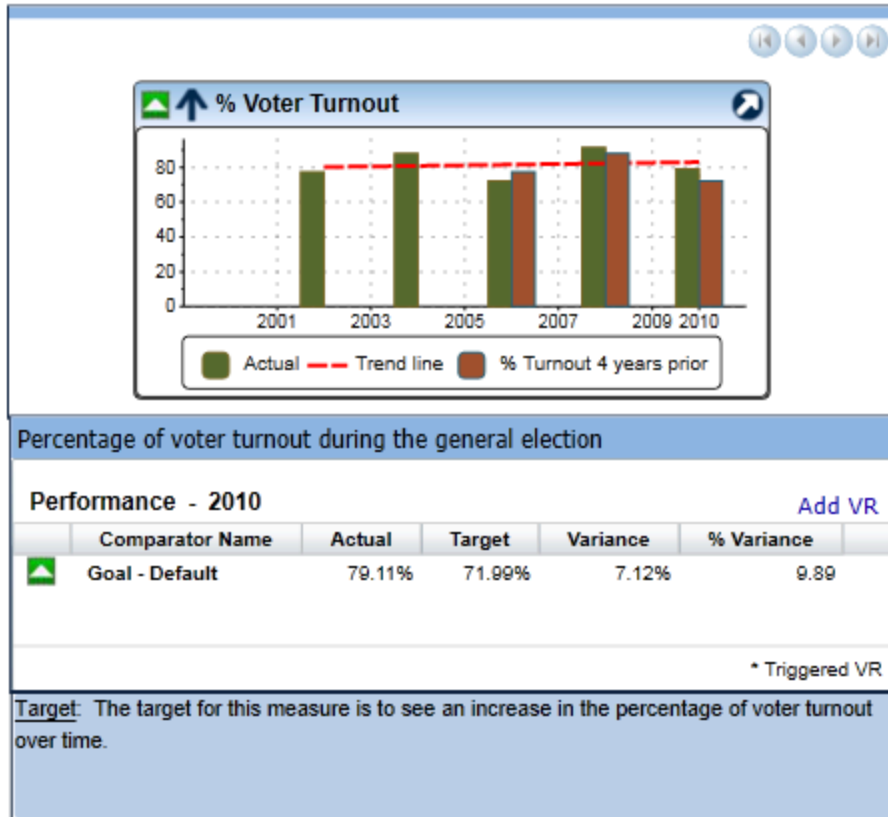 % Voter Turnout
80
60
40
20
0
2001 2003 2005 2007 2009 2010
Actual Trend line % Turnout 4 years prior
Percentage of voter turnout during the general election
Performance - 2010 Add VR
Comparator Name Actual Target Variance % Variance
Goal - Default 79.11% 71.99% 7.12% 9.89
* Triggered VR
Target: The target for this measure is to see an increase in the percentage of voter turnout
over time.